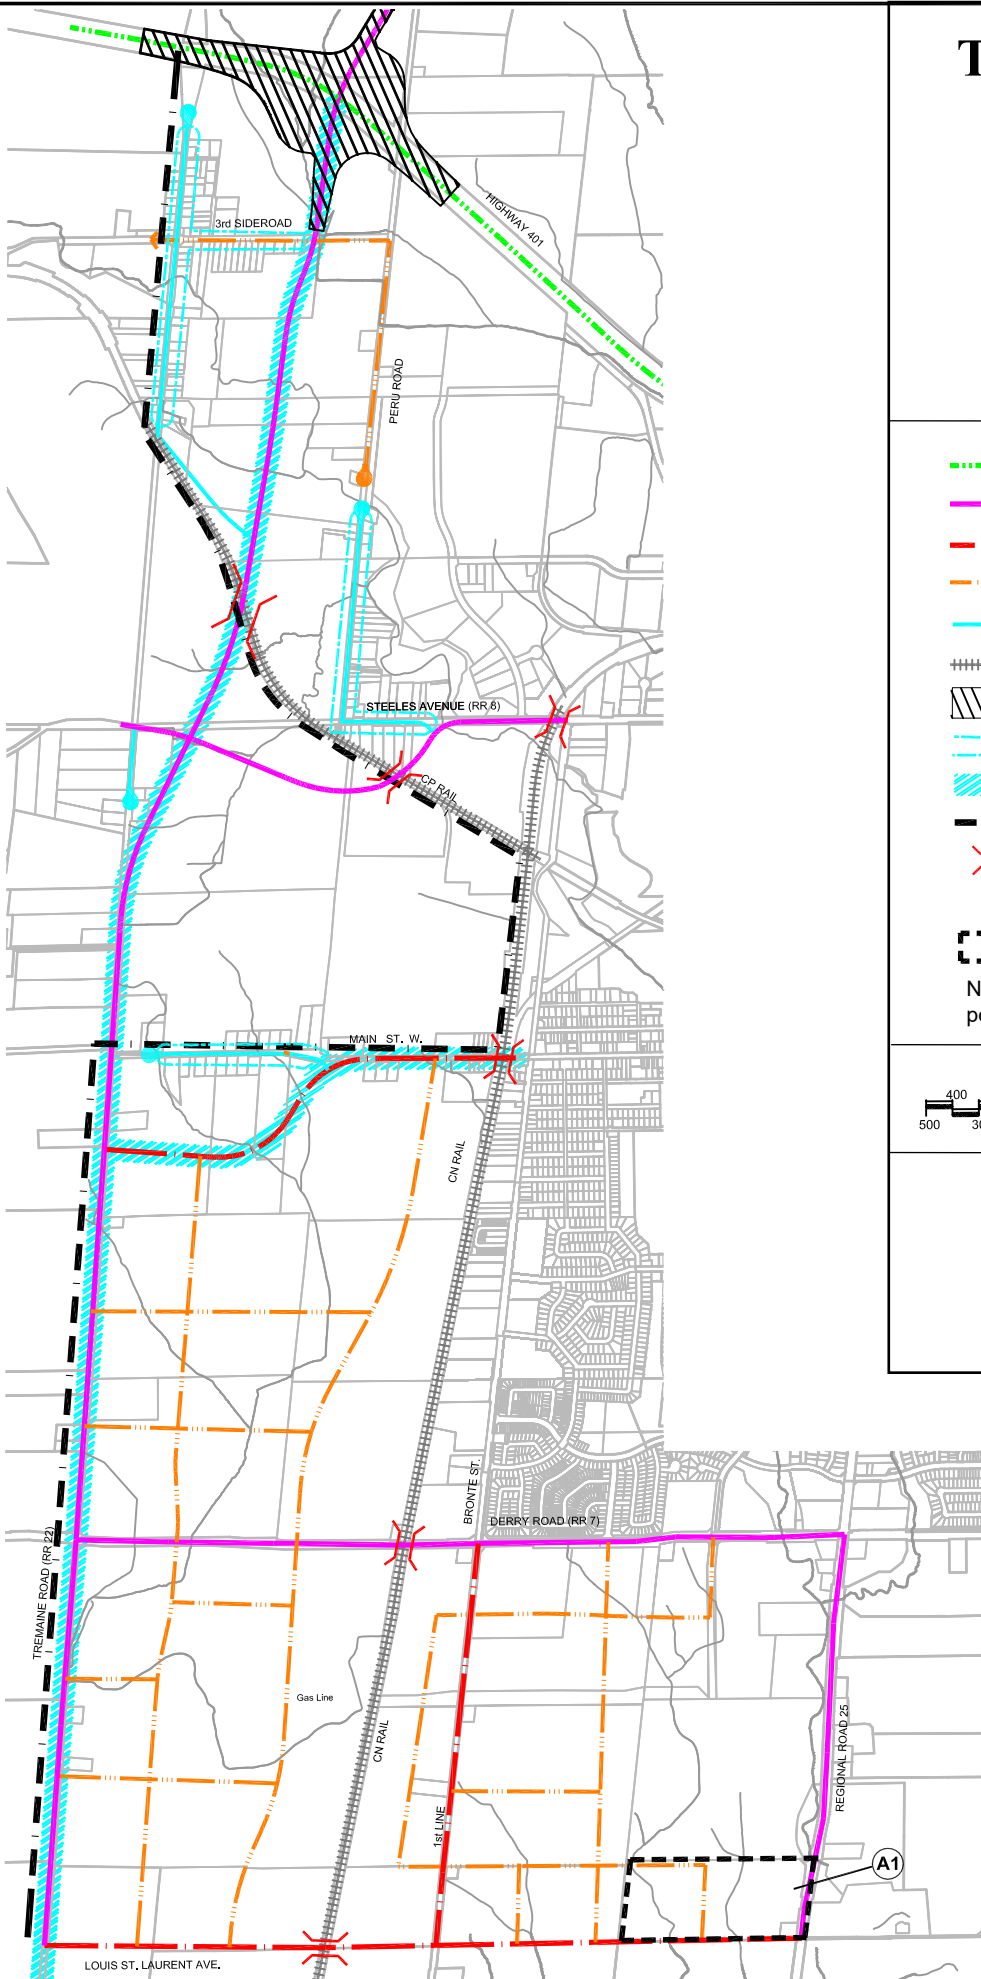 T
3rd SIDEROAD
HIGHWAY 401
PERU ROAD
STEELES AVENUE (RR 8)
CP RAIL
N
po
MAIN ST. W.
400
500
30
CN RAIL
BRONTE ST.
DERRY ROAD (RR 7)
TREMAINE ROAD (RR 22)
Gas Line
CN RAIL
REGIONAL ROAD 25
1st LINE
A1
LOUIS ST. LAURENT AVE.